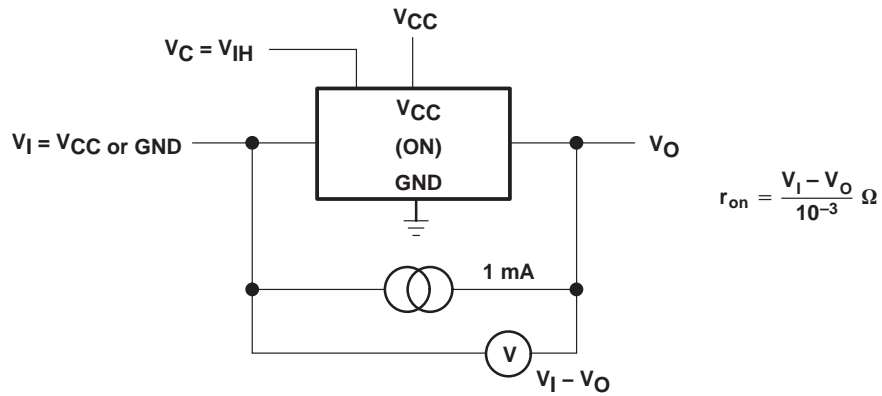 VCC
VC = VIH
VCC
VI = VCC or GND
(ON)
VO
GND
ron = VI – VO / 10–3 Ω
1 mA
V
VI – VO